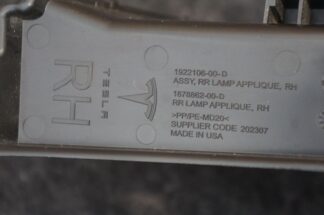 RH
TESLA
1922106-00-D
ASSY, RR LAMP APPLIQUE, RH
1678862-00-D
RR LAMP APPLIQUE, RH
>PP/PE-MD20<
SUPPLIER CODE 202307
MADE IN USA